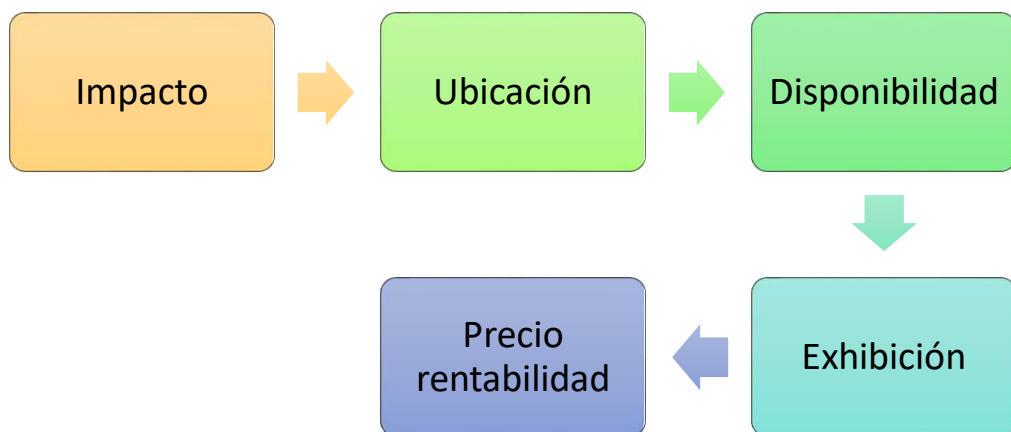 Impacto
Ubicación
Disponibilidad
Exhibición
Precio
rentabilidad